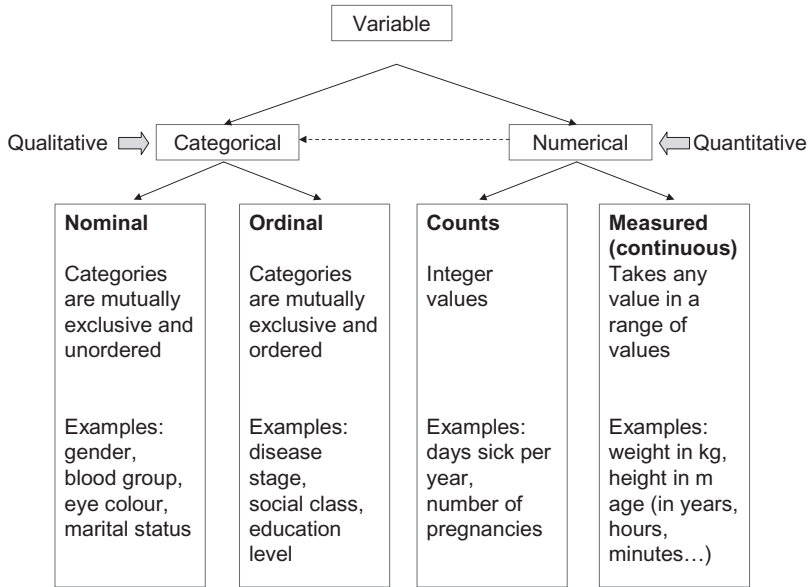 Variable
Qualitative
Categorical
Numerical
Quantitative
Nominal
Categories
are mutually
exclusive and
unordered
Examples:
gender,
blood group,
eye colour,
marital status
Ordinal
Categories
are mutually
exclusive and
ordered
Examples:
disease
stage,
social class,
education
level
Counts
Integer
values
Examples:
days sick per
year,
number of
pregnancies
Measured
(continuous)
Takes any
value in a
range of
values
Examples:
weight in kg,
height in m
age (in years,
hours,
minutes…)